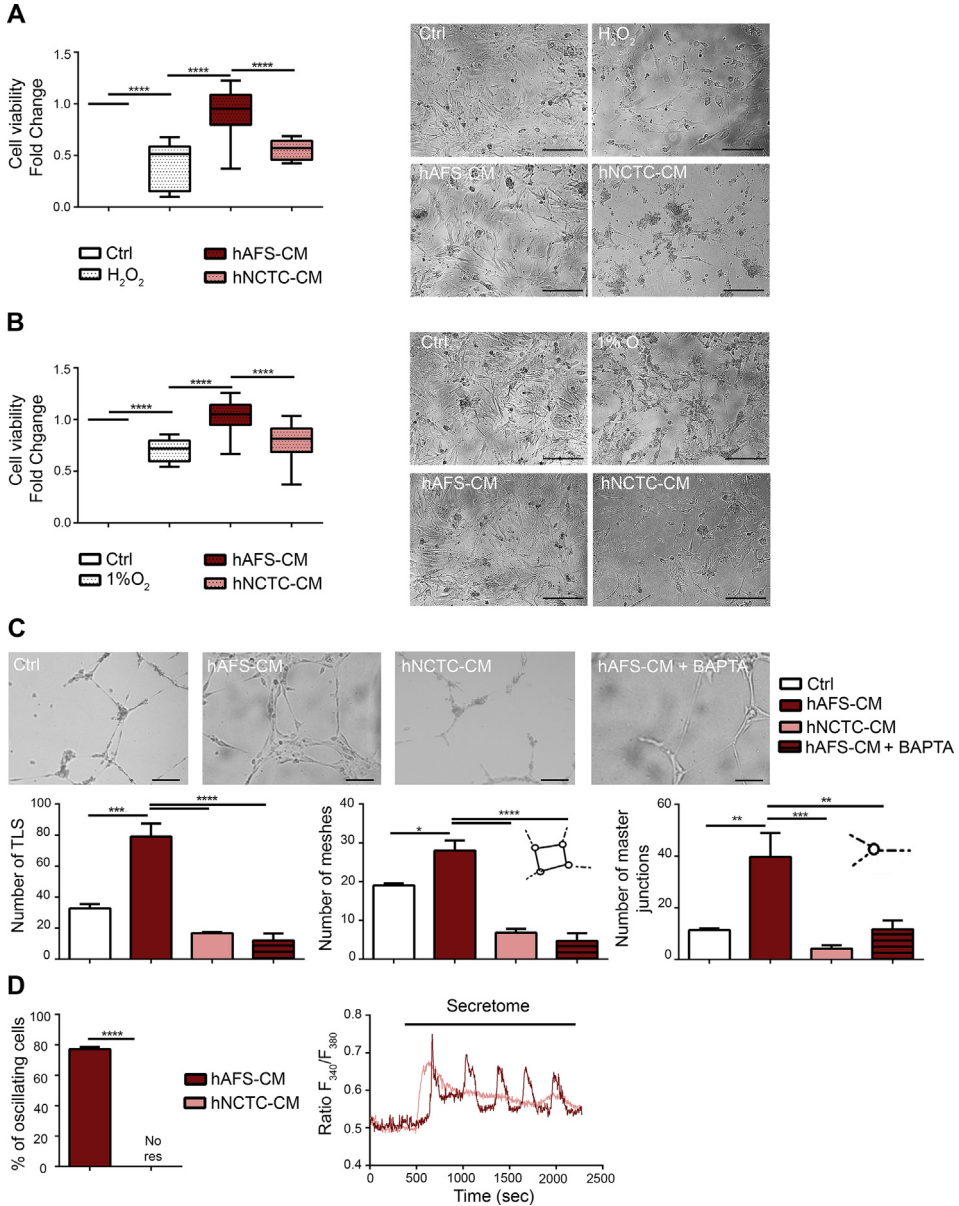 A
Cell viability
Fold Change
1.5
1.0
0.5
0.0
****
****
****
Ctrl
H2O2
hAFS-CM
hNCTC-CM
Ctrl
H2O2
hAFS-CM
hNCTC-CM
B
Cell viability
Fold Chgange
1.5
1.0
0.5
0.0
****
****
****
Ctrl
1%O2
hAFS-CM
hNCTC-CM
Ctrl
1% O
hAFS-CM
hNCTC-CM
C
Ctrl
hAFS-CM
hNCTC-CM
hAFS-CM + BAPTA
Ctrl
hAFS-CM
hNCTC-CM
hAFS-CM + BAPTA
Number of TLS
100
80
60
40
20
0
***
****
Number of meshes
40
30
20
10
0
*
****
Number of master
junctions
60
40
20
0
**
***
**
D
% of oscillating cells
100
80
60
40
20
0
****
No
res
hAFS-CM
hNCTC-CM
Secretome
Ratio F340/F380
0.8
0.7
0.6
0.5
0.4
0
500
1000
1500
2000
2500
Time (sec)